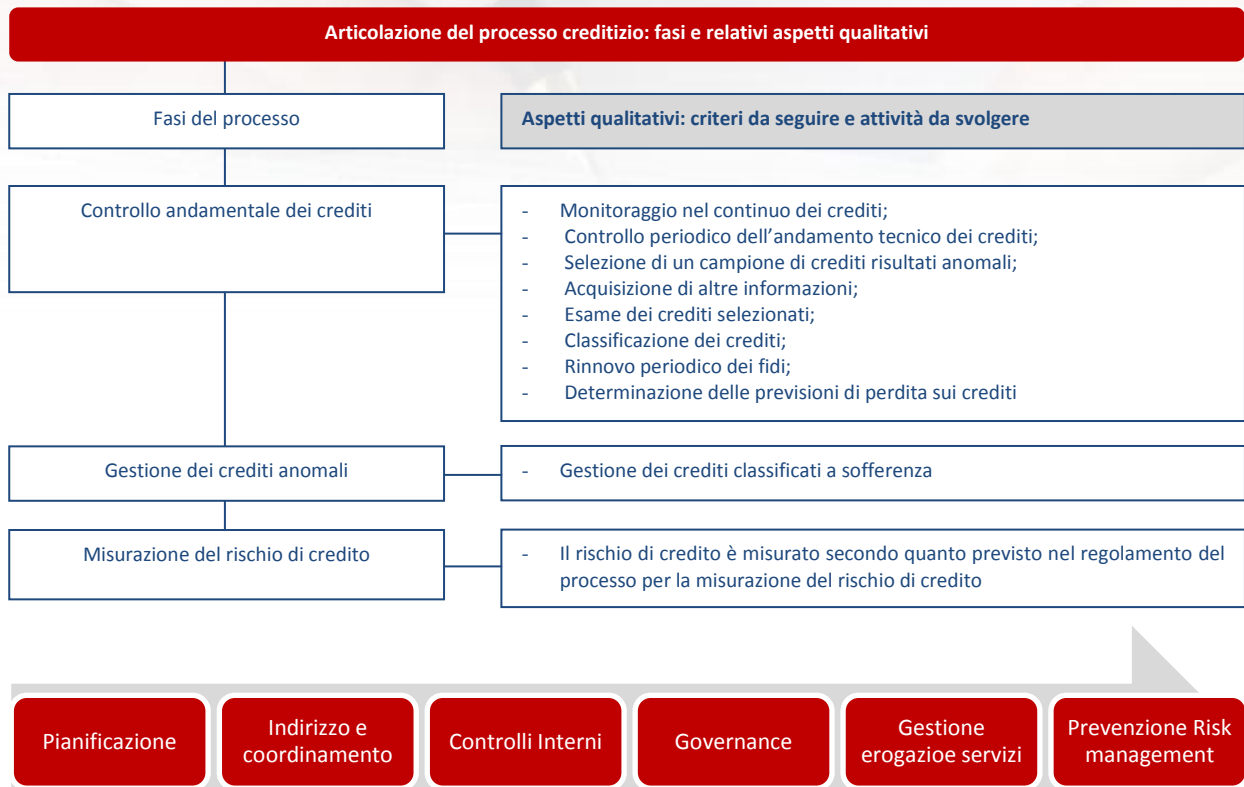 Articolazione del processo creditizio: fasi e relativi aspetti qualitativi
Fasi del processo
Aspetti qualitativi: criteri da seguire e attività da svolgere
Controllo andamentale dei crediti
- Monitoraggio nel continuo dei crediti;
- Controllo periodico dell'andamento tecnico dei crediti;
- Selezione di un campione di crediti risultati anomali;
- Acquisizione di altre informazioni;
- Esame dei crediti selezionati;
- Classificazione dei crediti;
- Rinnovo periodico dei fidi;
- Determinazione delle previsioni di perdita sui crediti
Gestione dei crediti anomali
- Gestione dei crediti classificati a sofferenza
Misurazione del rischio di credito
- Il rischio di credito è misurato secondo quanto previsto nel regolamento del
processo per la misurazione del rischio di credito
Pianificazione
Indirizzo e
coordinamento
Controlli Interni
Governance
Gestione
erogazioe servizi
Prevenzione Risk
management